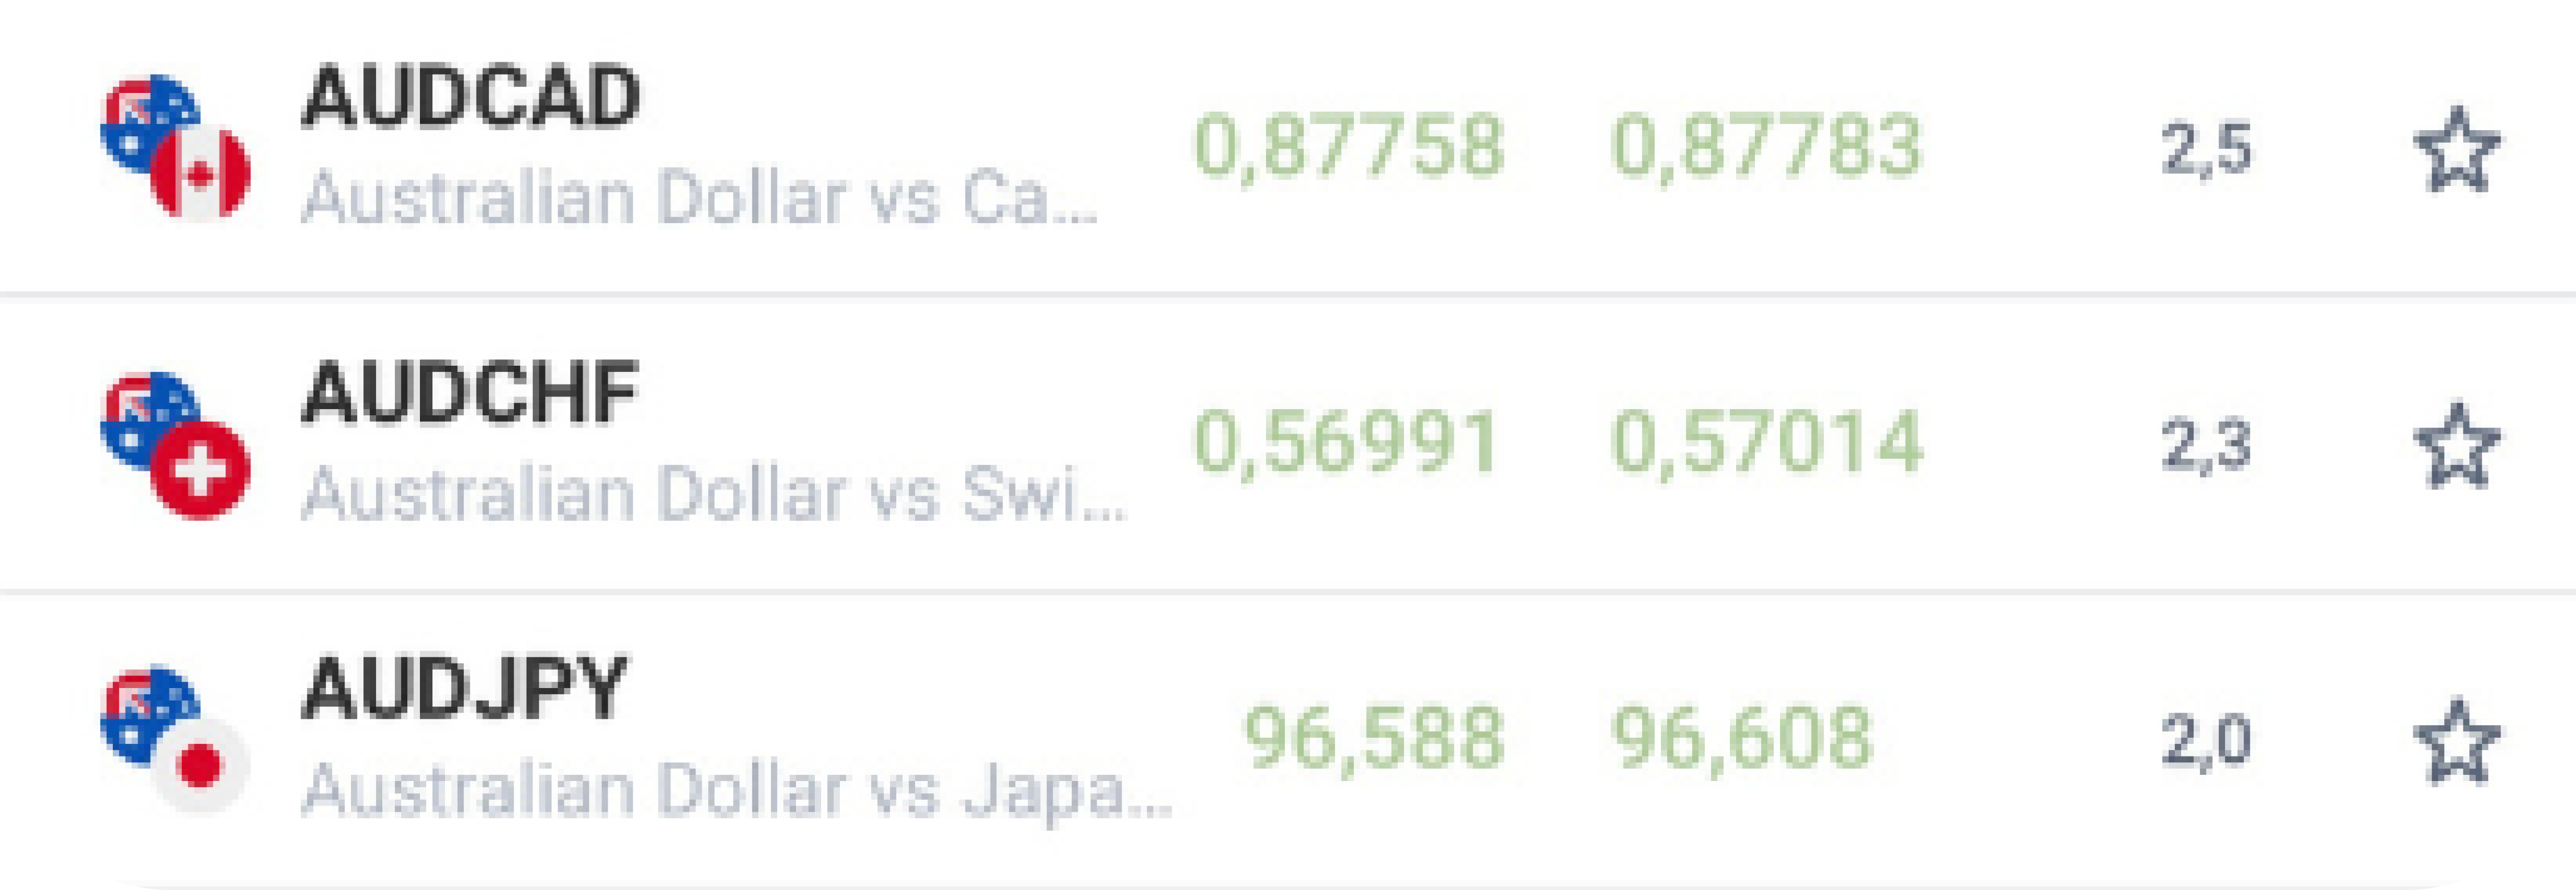 AUDCAD 0,87758 0,87783 2,5
Australian Dollar vs Ca...
AUDCHF 0,56991 0,57014 2,3
Australian Dollar vs Swi...
AUDJPY 96,588 96,608 2,0
Australian Dollar vs Japa...